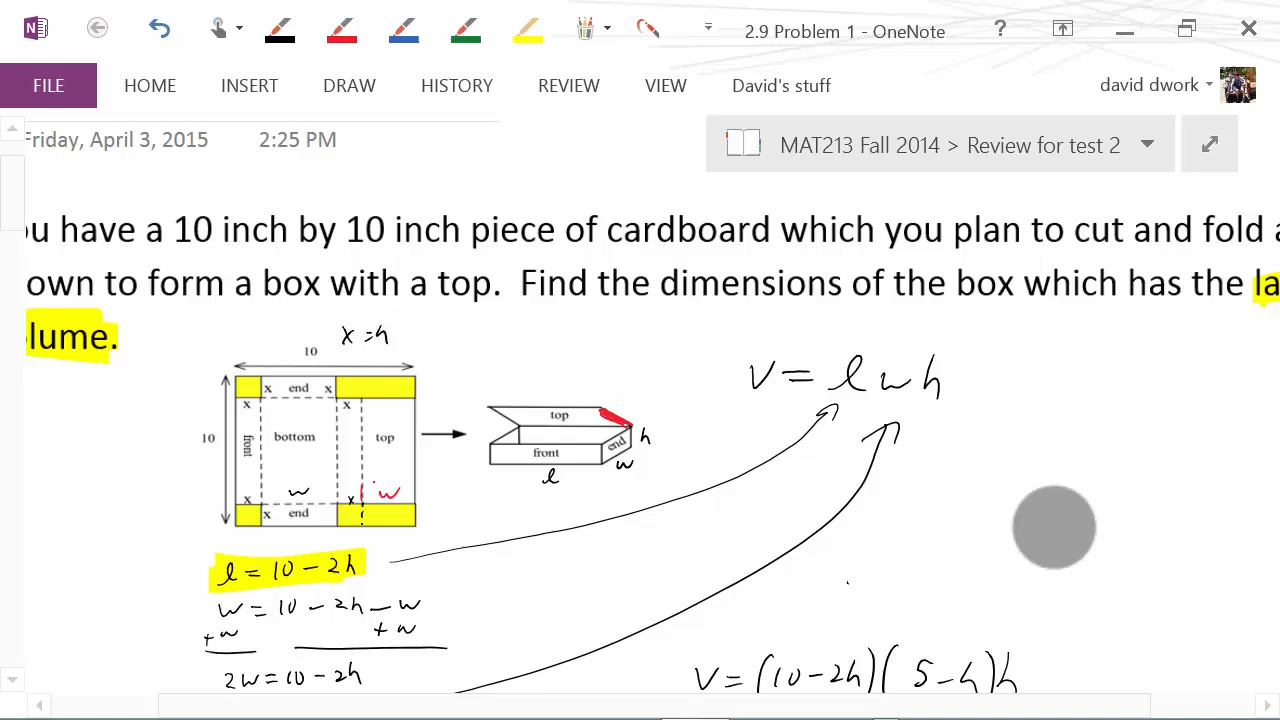 2.9 Problem 1 - OneNote
?
FILE HOME INSERT DRAW HISTORY REVIEW VIEW David's stuff
david dwork
Friday, April 3, 2015 2:25 PM
MAT213 Fall 2014 > Review for test 2
ou have a 10 inch by 10 inch piece of cardboard which you plan to cut and fold a
own to form a box with a top. Find the dimensions of the box which has the la
olume.
x = h
10
V = l w h
x end x
x x
10 front bottom top
top
front end h
l w
w x w
x
x end
l = 10 - 2h
w = 10 - 2h - w
+w +w
2w = 10 - 2h
V = (10 - 2h)(5 - h)h